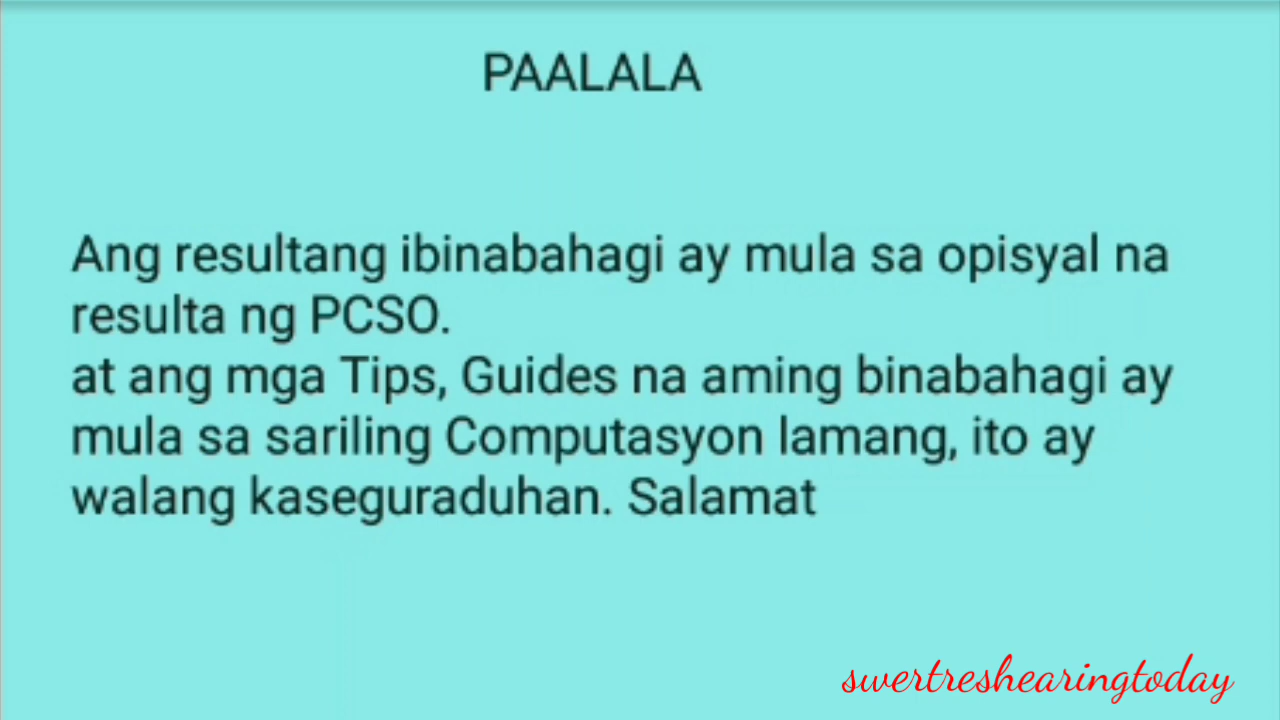 PAALALA
Ang resultang ibinabahagi ay mula sa opisyal na
resulta ng PCSO.
at ang mga Tips, Guides na aming binabahagi ay
mula sa sariling Computasyon lamang, ito ay
walang kaseguraduhan. Salamat
swertreshearingtoday